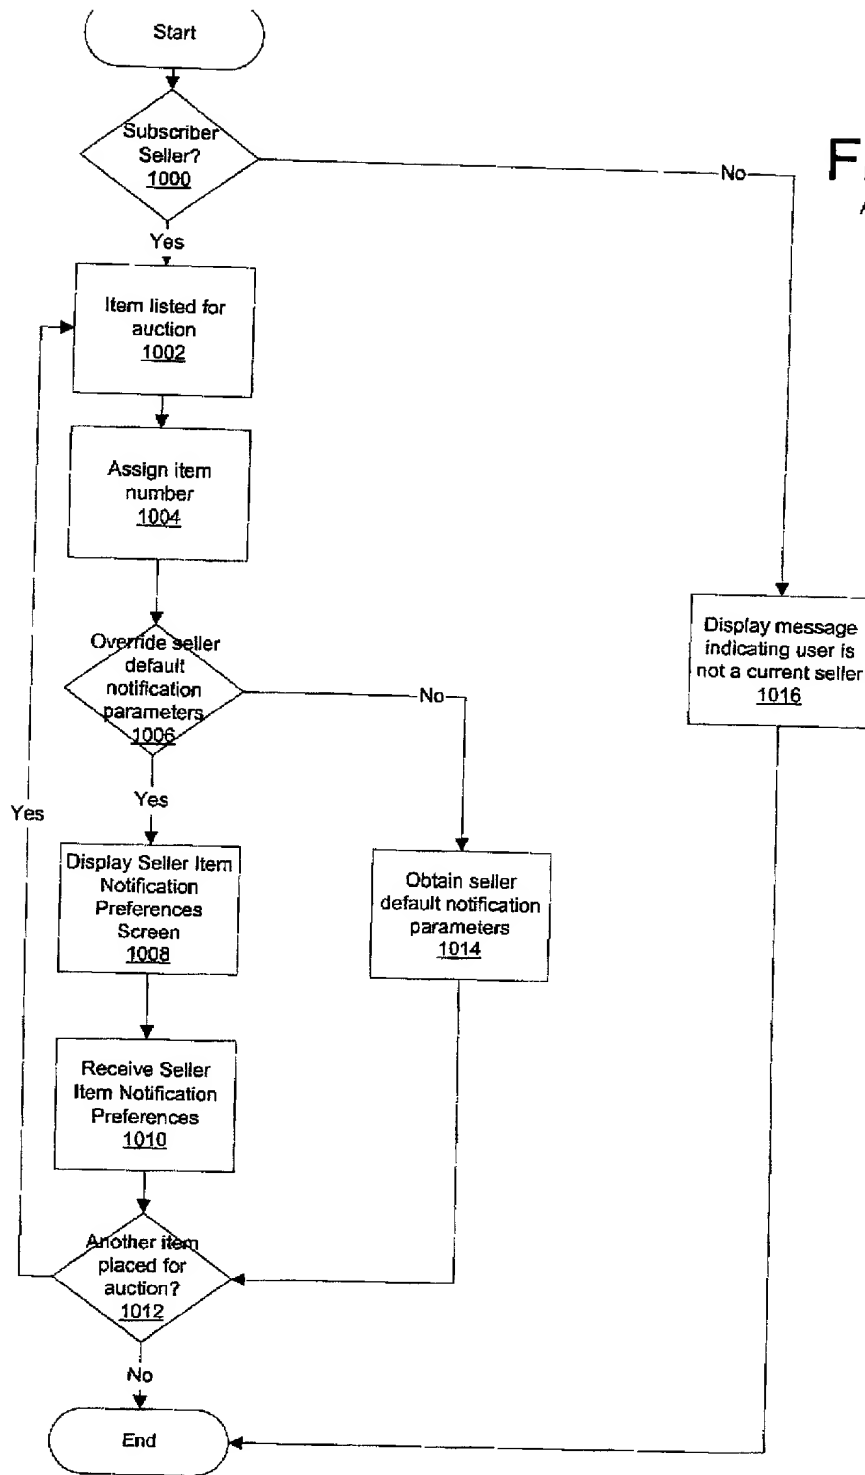 Start
Subscriber
Seller?
1000
No
Yes
Item listed for
auction
1002
Assign item
number
1004
Override seller
default
notification
parameters
1006
No
Yes
Display message
indicating user is
not a current seller
1016
Yes
Display Seller Item
Notification
Preferences
Screen
1008
Obtain seller
default notification
parameters
1014
Receive Seller
Item Notification
Preferences
1010
Another item
placed for
auction?
1012
No
End